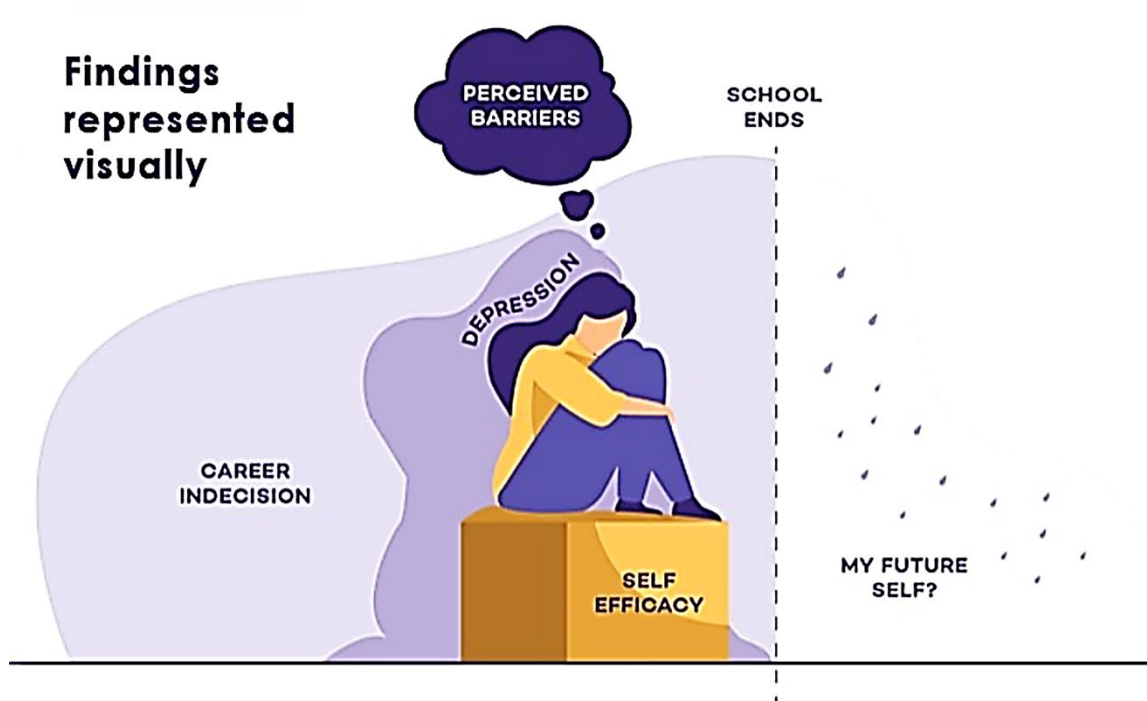 Findings
represented
visually
PERCEIVED
BARRIERS
SCHOOL
ENDS
DEPRESSION
CAREER
INDECISION
SELF
EFFICACY
MY FUTURE
SELF?